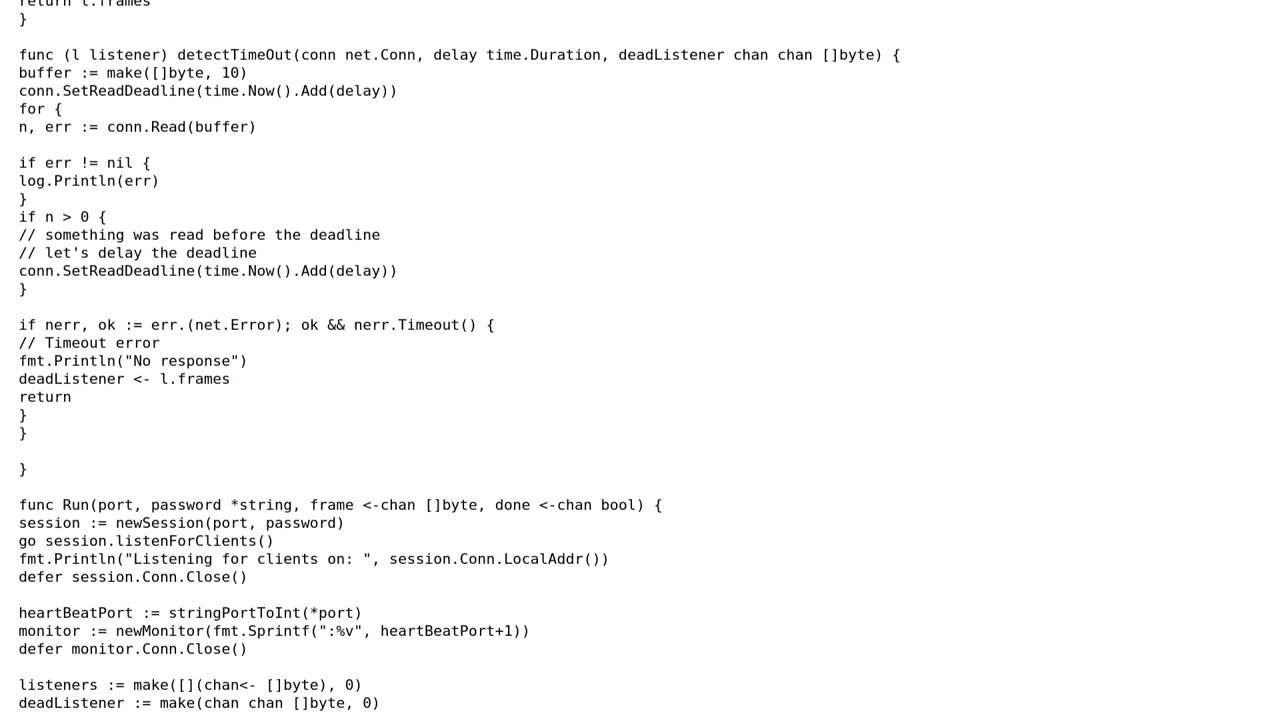 return l.frames
}
func (l listener) detectTimeOut(conn net.Conn, delay time.Duration, deadListener chan chan []byte) {
buffer := make([]byte, 10)
conn.SetReadDeadline(time.Now().Add(delay))
for {
n, err := conn.Read(buffer)
if err != nil {
log.Println(err)
}
if n > 0 {
// something was read before the deadline
// let's delay the deadline
conn.SetReadDeadline(time.Now().Add(delay))
}
if nerr, ok := err.(net.Error); ok && nerr.Timeout() {
// Timeout error
fmt.Println("No response")
deadListener <- l.frames
return
}
}
}
func Run(port, password *string, frame <-chan []byte, done <-chan bool) {
session := newSession(port, password)
go session.listenForClients()
fmt.Println("Listening for clients on: ", session.Conn.LocalAddr())
defer session.Conn.Close()
heartBeatPort := stringPortToInt(*port)
monitor := newMonitor(fmt.Sprintf(":%v", heartBeatPort+1))
defer monitor.Conn.Close()
listeners := make([](chan<- []byte), 0)
deadListener := make(chan chan []byte, 0)